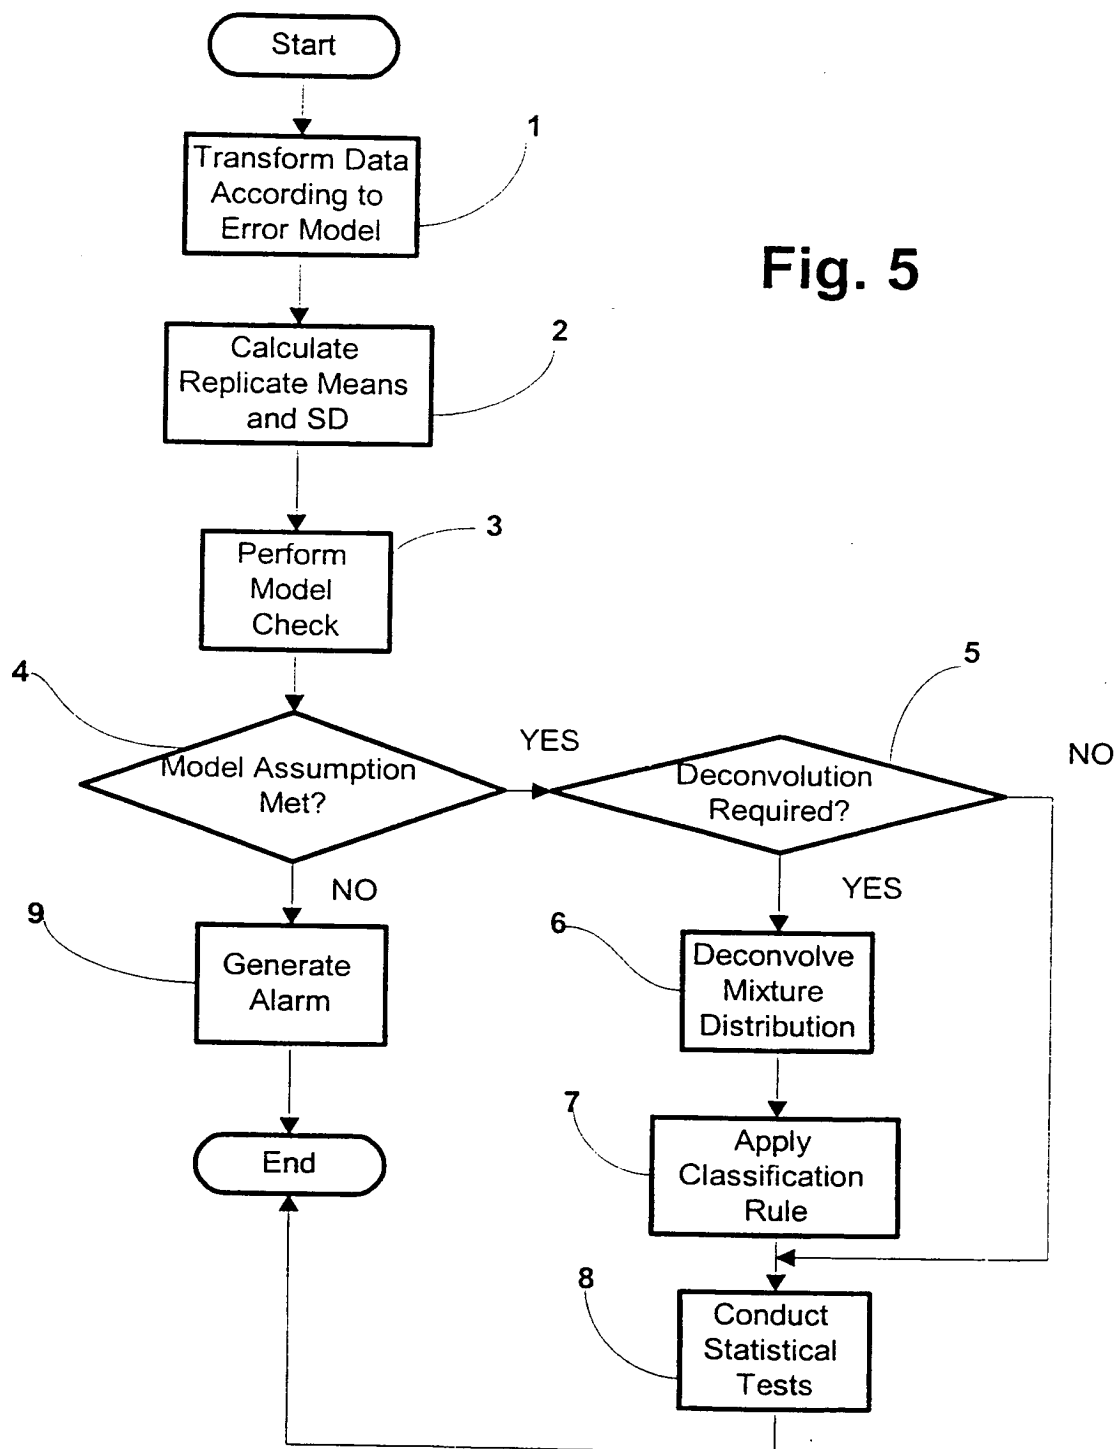 Start
1
Transform Data
According to
Error Model
Fig. 5
2
Calculate
Replicate Means
and SD
3
Perform
Model
Check
4
5
Model Assumption
Met?
YES
Deconvolution
Required?
NO
NO
YES
9
Generate
Alarm
6
Deconvolve
Mixture
Distribution
7
Apply
Classification
Rule
End
8
Conduct
Statistical
Tests